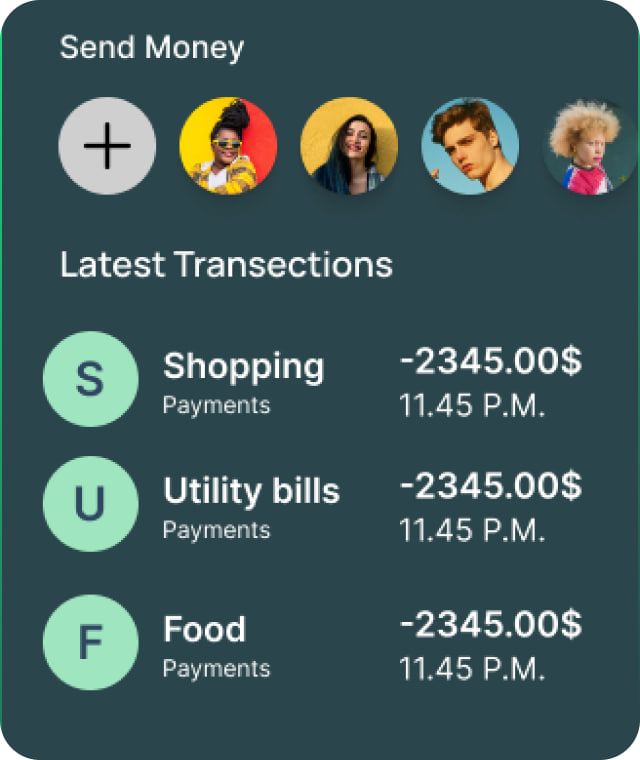 Send Money
Latest Transections
S
Shopping
-2345.00$
Payments
11.45 P.M.
U
Utility bills
-2345.00$
Payments
11.45 P.M.
F
Food
-2345.00$
Payments
11.45 P.M.